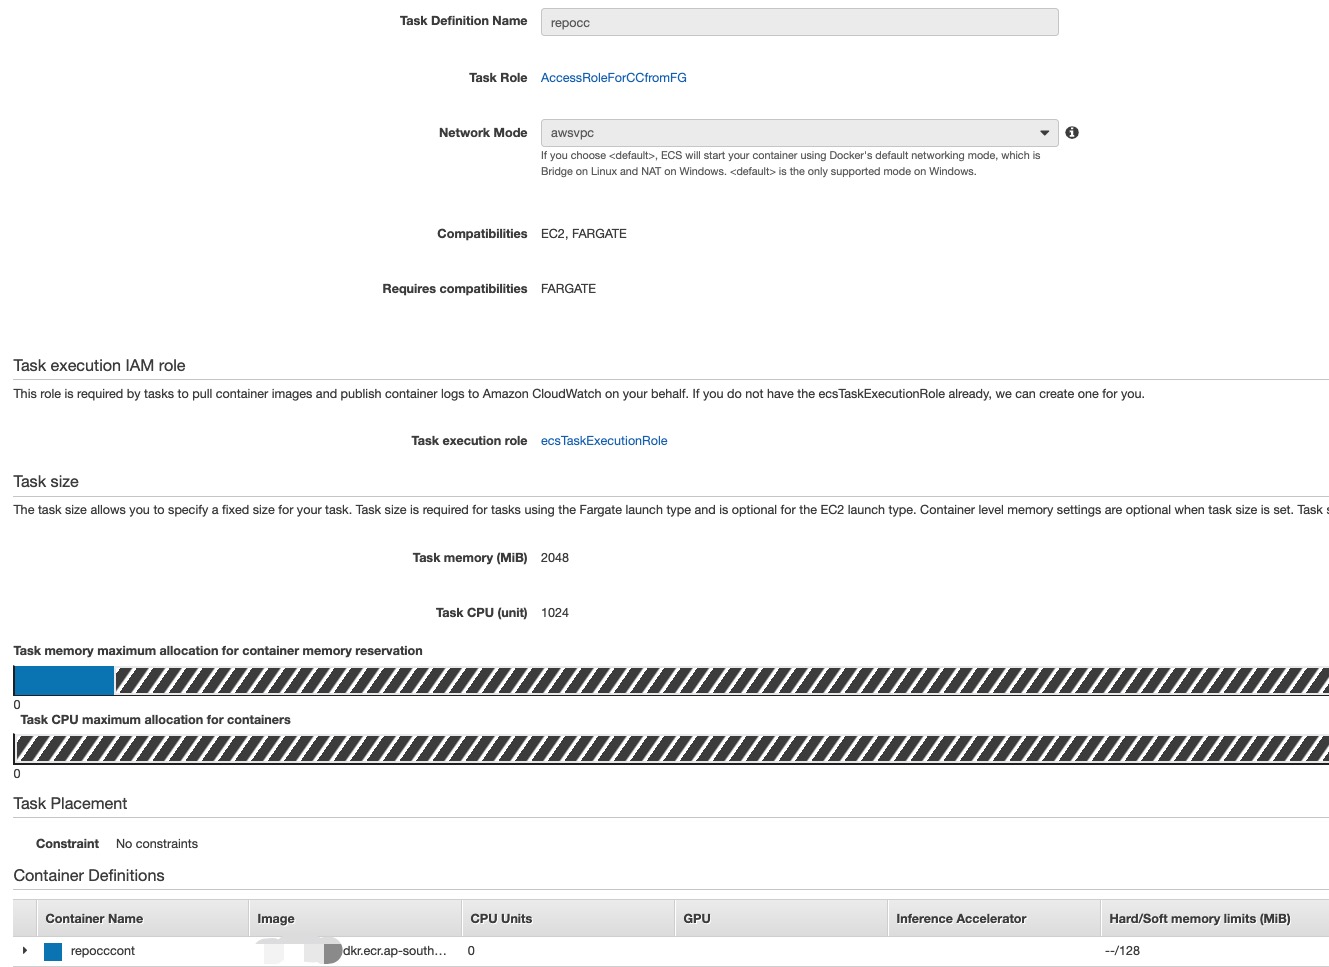 Task Definition Name repocc
Task Role AccessRoleForCCfromFG
Network Mode awsvpc
If you choose <default>, ECS will start your container using Docker's default networking mode, which is
Bridge on Linux and NAT on Windows. <default> is the only supported mode on Windows.
Compatibilities EC2, FARGATE
Requires compatibilities FARGATE
Task execution IAM role
This role is required by tasks to pull container images and publish container logs to Amazon CloudWatch on your behalf. If you do not have the ecsTaskExecutionRole already, we can create one for you.
Task execution role ecsTaskExecutionRole
Task size
The task size allows you to specify a fixed size for your task. Task size is required for tasks using the Fargate launch type and is optional for the EC2 launch type. Container level memory settings are optional when task size is set. Task
Task memory (MiB) 2048
Task CPU (unit) 1024
Task memory maximum allocation for container memory reservation
0
Task CPU maximum allocation for containers
0
Task Placement
Constraint No constraints
Container Definitions
Container Name Image CPU Units GPU Inference Accelerator Hard/Soft memory limits (MiB)
repocccont dkr.ecr.ap-south... 0 --/128